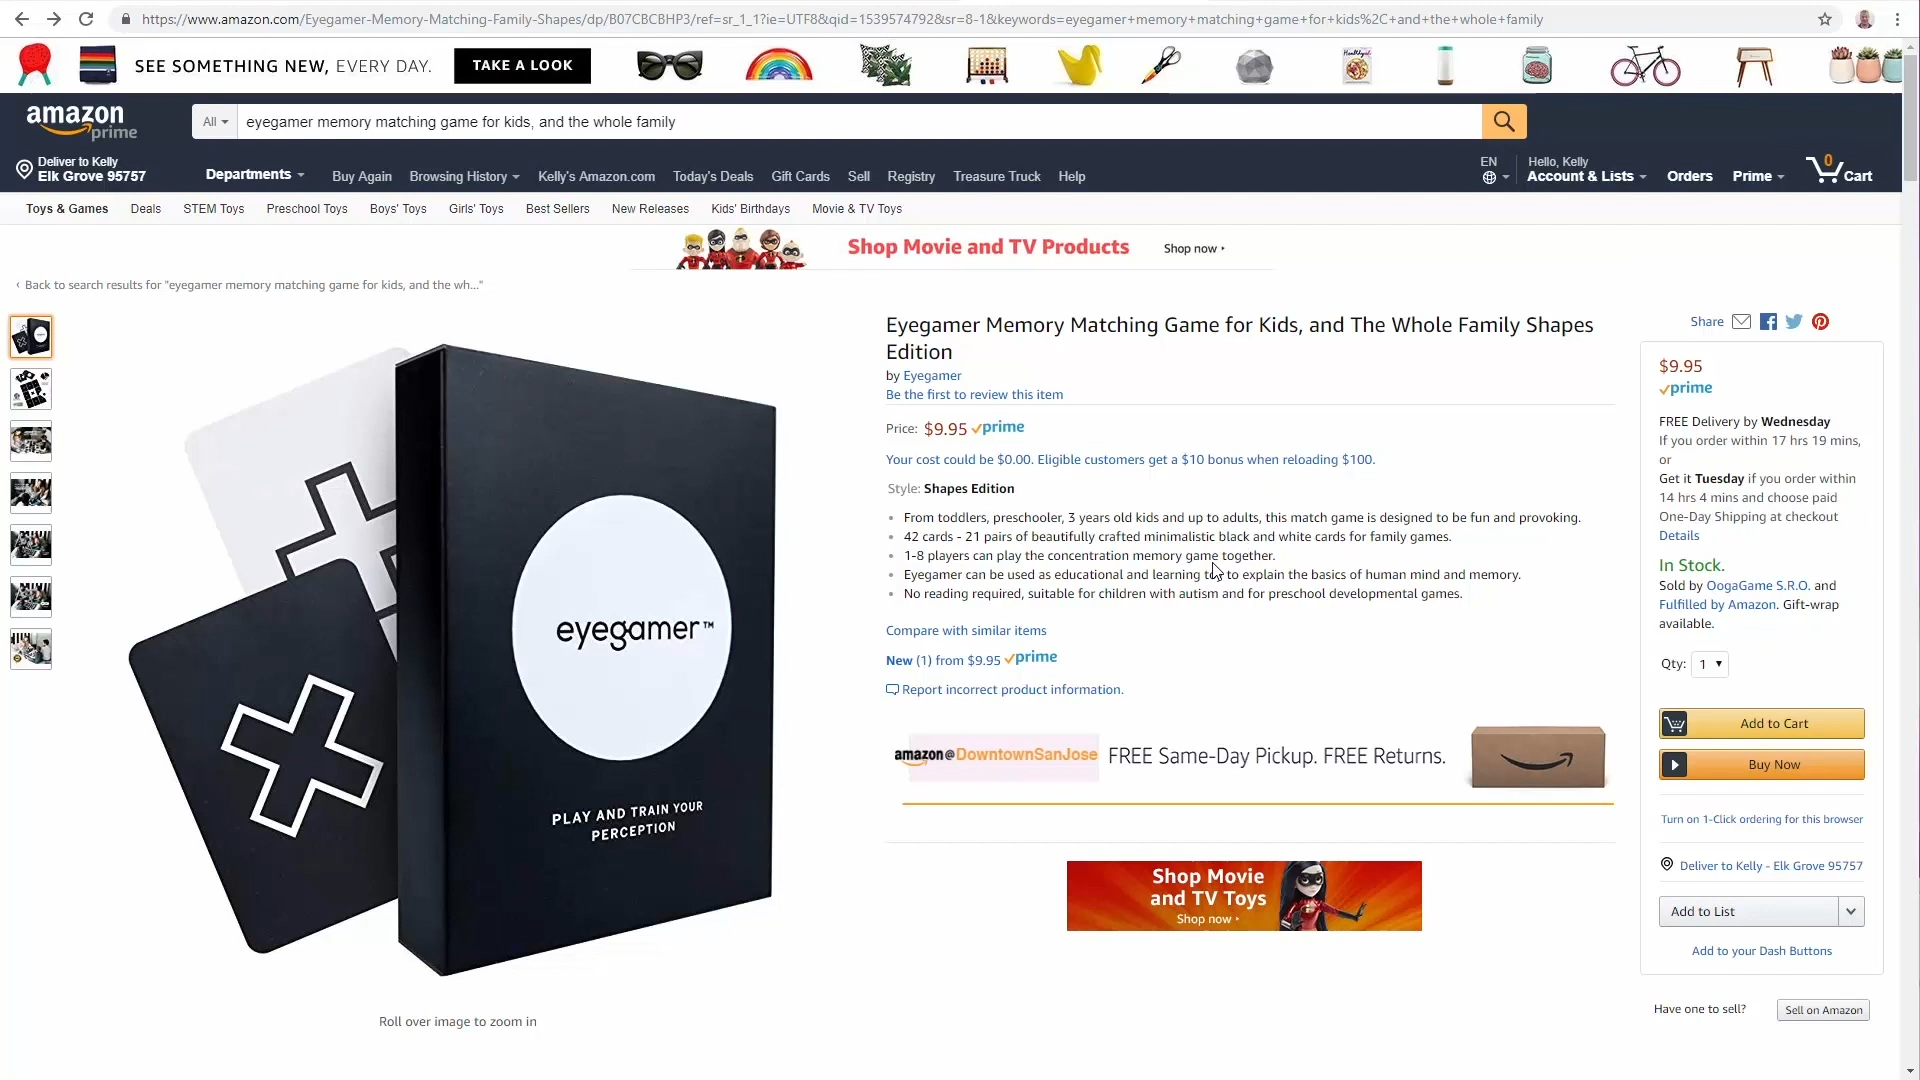 https://www.amazon.com/Eyegamer-Memory-Matching-Family-Shapes/dp/B07CBCBHP3/ref=sr_1_1?ie=UTF8&qid=1539574792&sr=8-1&keywords=eyegamer+memory+matching+game+for+kids%2C+and+the+whole+family
SEE SOMETHING NEW, EVERY DAY. TAKE A LOOK
amazon prime
All eyegamer memory matching game for kids, and the whole family
Deliver to Kelly
Elk Grove 95757
Departments Buy Again Browsing History Kelly's Amazon.com Today's Deals Gift Cards Sell Registry Treasure Truck Help
EN Hello, Kelly
Account & Lists Orders Prime 0 Cart
Toys & Games Deals STEM Toys Preschool Toys Boys' Toys Girls' Toys Best Sellers New Releases Kids' Birthdays Movie & TV Toys
Shop Movie and TV Products Shop now
‹ Back to search results for "eyegamer memory matching game for kids, and the wh..."
eyegamer™
PLAY AND TRAIN YOUR
PERCEPTION
Roll over image to zoom in
Eyegamer Memory Matching Game for Kids, and The Whole Family Shapes
Edition
by Eyegamer
Be the first to review this item
Price: $9.95 prime
Your cost could be $0.00. Eligible customers get a $10 bonus when reloading $100.
Style: Shapes Edition
From toddlers, preschooler, 3 years old kids and up to adults, this match game is designed to be fun and provoking.
42 cards - 21 pairs of beautifully crafted minimalistic black and white cards for family games.
1-8 players can play the concentration memory game together.
Eyegamer can be used as educational and learning to explain the basics of human mind and memory.
No reading required, suitable for children with autism and for preschool developmental games.
Compare with similar items
New (1) from $9.95 prime
Report incorrect product information.
amazon@DowntownSanJose FREE Same-Day Pickup. FREE Returns.
Shop Movie
and TV Toys
Shop now
Share
$9.95
prime
FREE Delivery by Wednesday
If you order within 17 hrs 19 mins,
or
Get it Tuesday if you order within
14 hrs 4 mins and choose paid
One-Day Shipping at checkout
Details
In Stock.
Sold by OogaGame S.R.O. and
Fulfilled by Amazon. Gift-wrap
available.
Qty: 1
Add to Cart
Buy Now
Turn on 1-Click ordering for this browser
Deliver to Kelly - Elk Grove 95757
Add to List
Add to your Dash Buttons
Have one to sell? Sell on Amazon